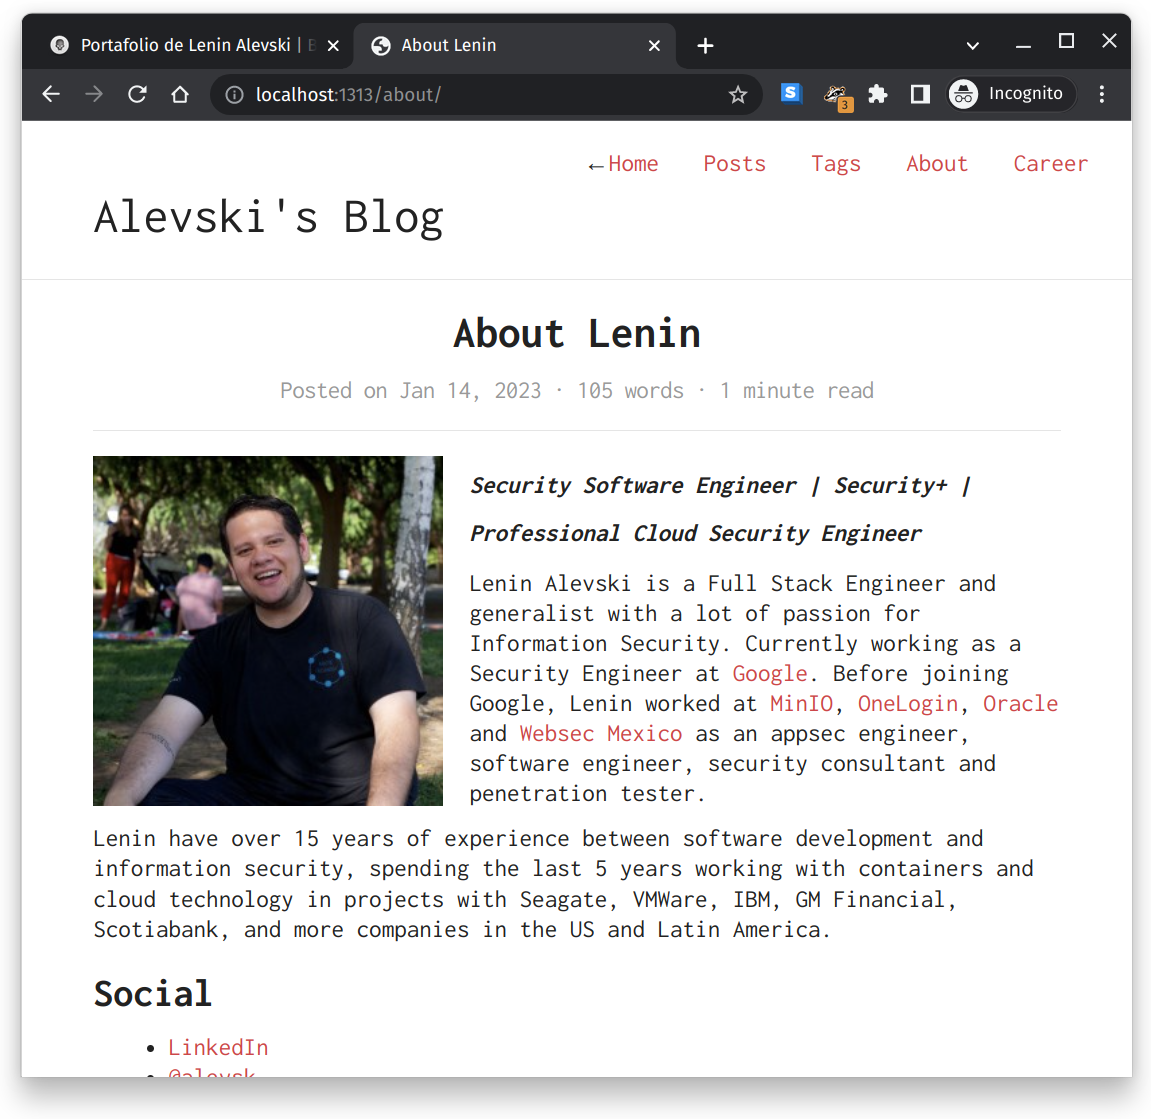 Portafolio de Lenin Alevski |
About Lenin
localhost:1313/about/
3
Incognito
←Home Posts Tags About Career
Alevski's Blog
About Lenin
Posted on Jan 14, 2023 · 105 words · 1 minute read
Security Software Engineer | Security+ |
Professional Cloud Security Engineer
Lenin Alevski is a Full Stack Engineer and
generalist with a lot of passion for
Information Security. Currently working as a
Security Engineer at Google. Before joining
Google, Lenin worked at MinIO, OneLogin, Oracle
and Websec Mexico as an appsec engineer,
software engineer, security consultant and
penetration tester.
Lenin have over 15 years of experience between software development and
information security, spending the last 5 years working with containers and
cloud technology in projects with Seagate, VMWare, IBM, GM Financial,
Scotiabank, and more companies in the US and Latin America.
Social
• LinkedIn
• @alevsk